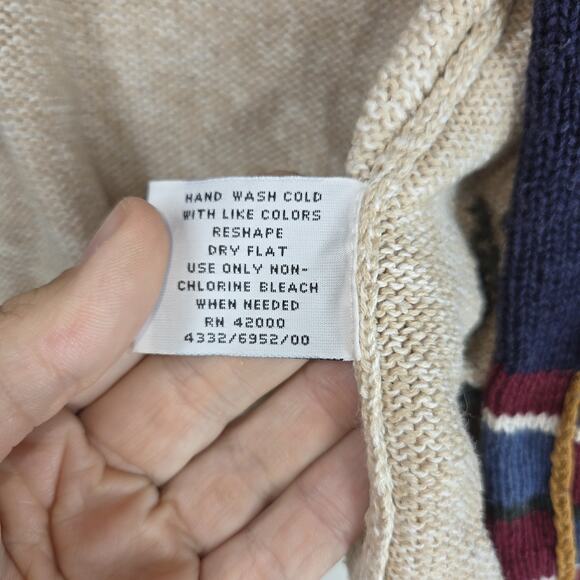 HAND WASH COLD
WITH LIKE COLORS
RESHAPE
DRY FLAT
USE ONLY NON-
CHLORINE BLEACH
WHEN NEEDED
RN 42000
4332/6952/00